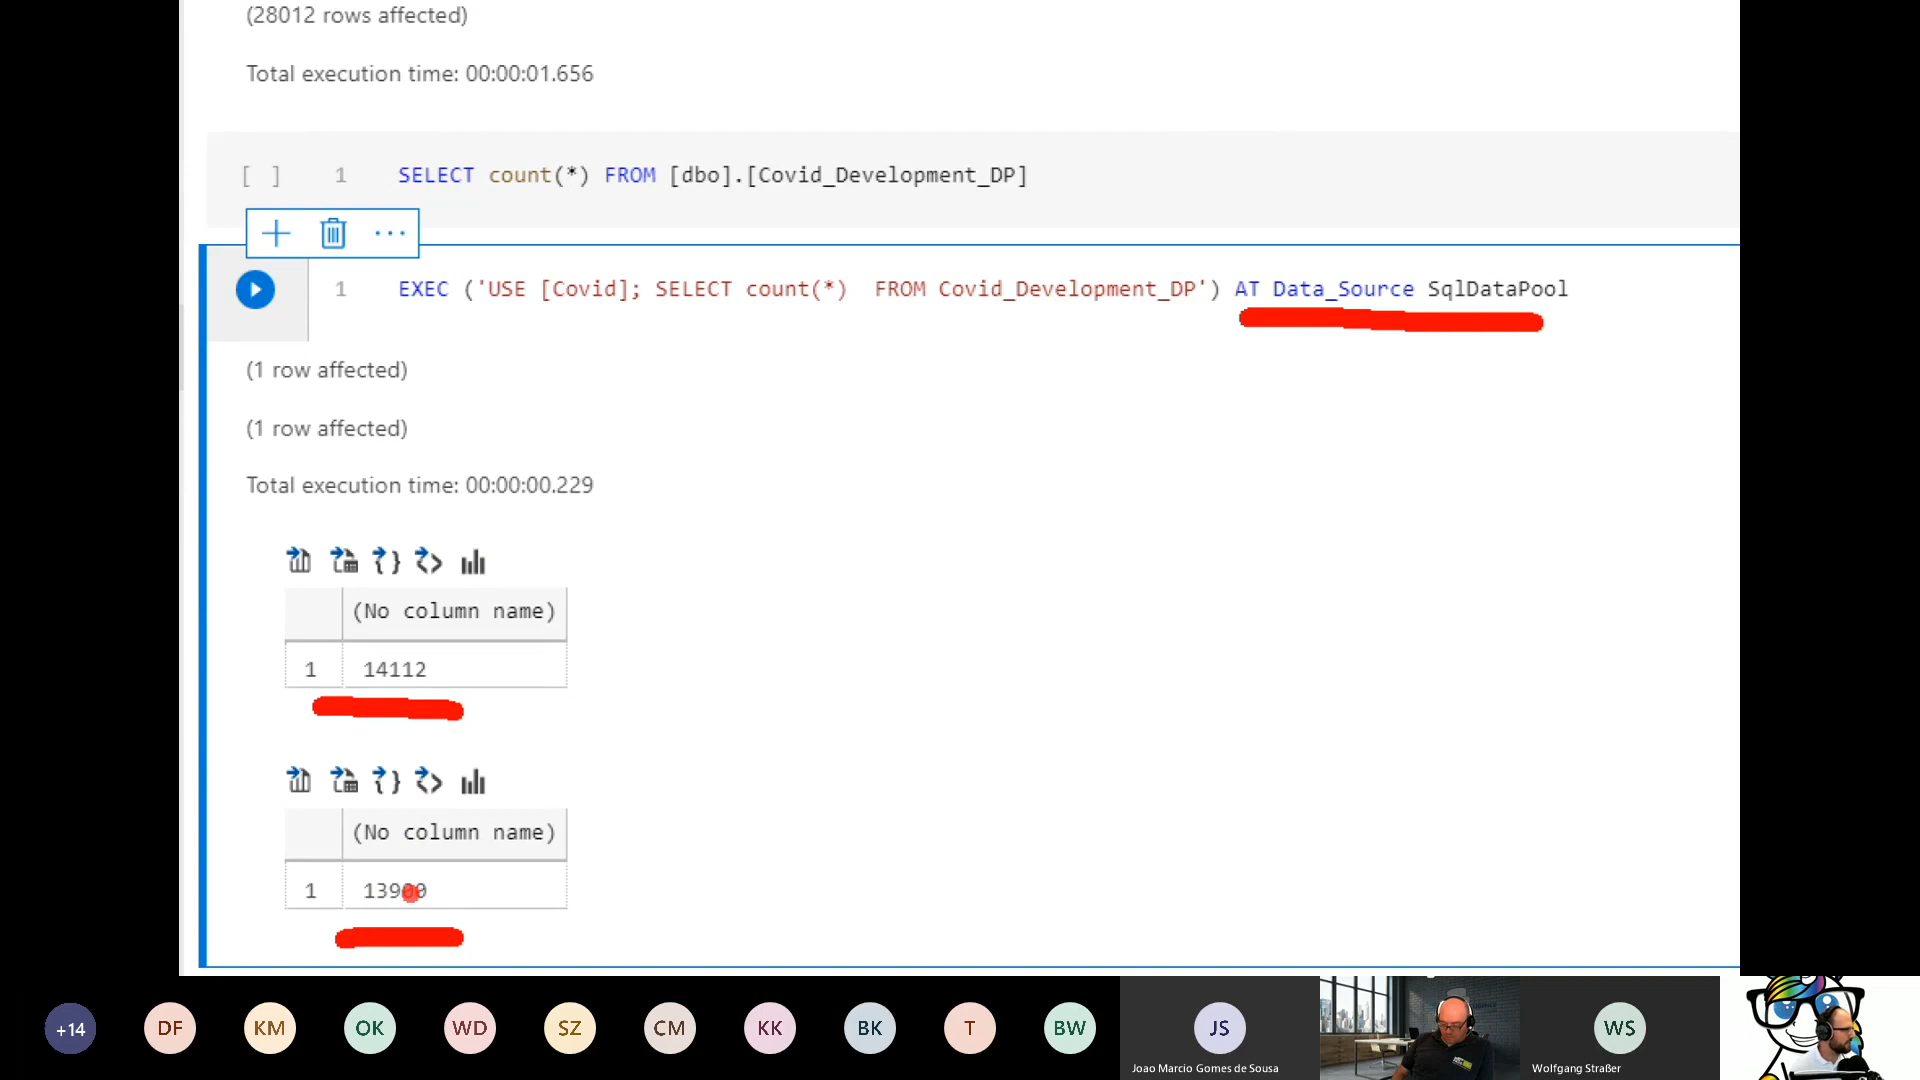 (28012 rows affected)
Total execution time: 00:00:01.656
[ ] 1 SELECT count(*) FROM [dbo].[Covid_Development_DP]
1 EXEC ('USE [Covid]; SELECT count(*)  FROM Covid_Development_DP') AT Data_Source SqlDataPool
(1 row affected)
(1 row affected)
Total execution time: 00:00:00.229
(No column name)
1 14112
(No column name)
1 13900
+14 DF KM OK WD SZ CM KK BK T BW JS WS
Joao Marcio Gomes de Sousa
Wolfgang Straßer